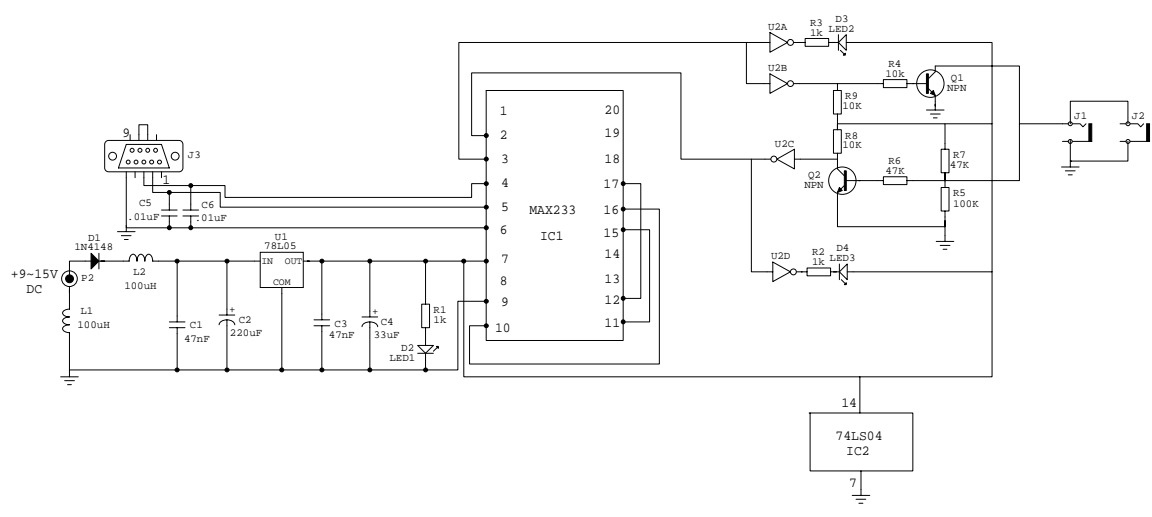 U2A
R3
1k
D3
LED2
U2B
R4
10k
Q1
NPN
R9
10K
R8
10K
U2C
Q2
NPN
R6
47K
R7
47K
R5
100K
J1
J2
U2D
R2
1k
D4
LED3
9
J3
1
C5
.01uF
C6
.01uF
D1
1N4148
+9~15V
DC
P2
L2
100uH
L1
100uH
U1
78L05
IN OUT
COM
C1
47nF
+
C2
220uF
C3
47nF
+
C4
33uF
R1
1k
D2
LED1
1 20
2 19
3 18
4 17
5 MAX233 16
6 IC1 15
7 14
8 13
9 12
10 11
14
74LS04
IC2
7